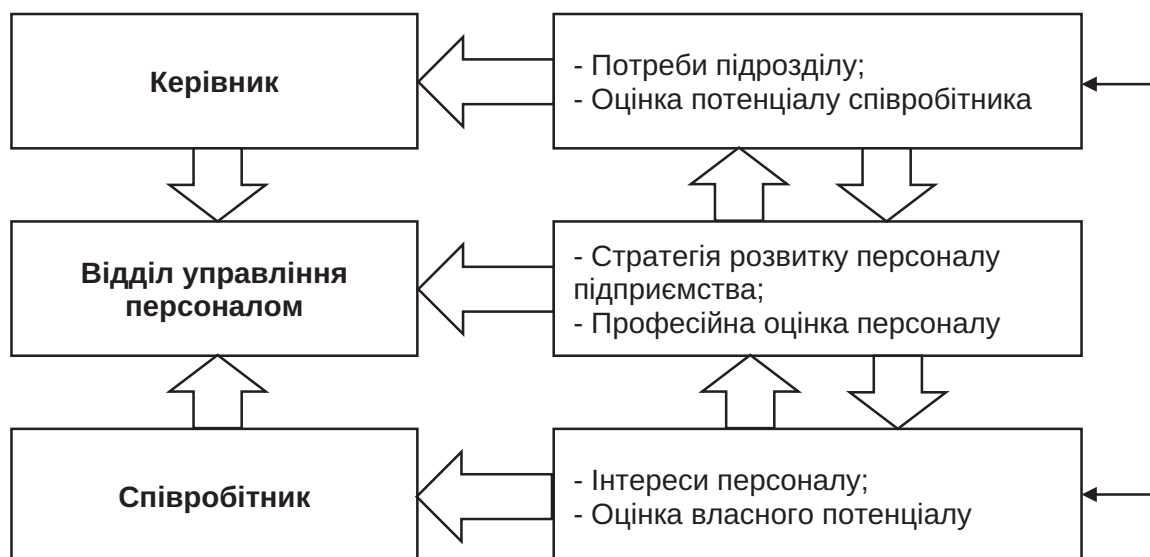 Керівник
- Потреби підрозділу;
- Оцінка потенціалу співробітника
Відділ управління
персоналом
- Стратегія розвитку персоналу
підприємства;
- Професійна оцінка персоналу
Співробітник
- Інтереси персоналу;
- Оцінка власного потенціалу